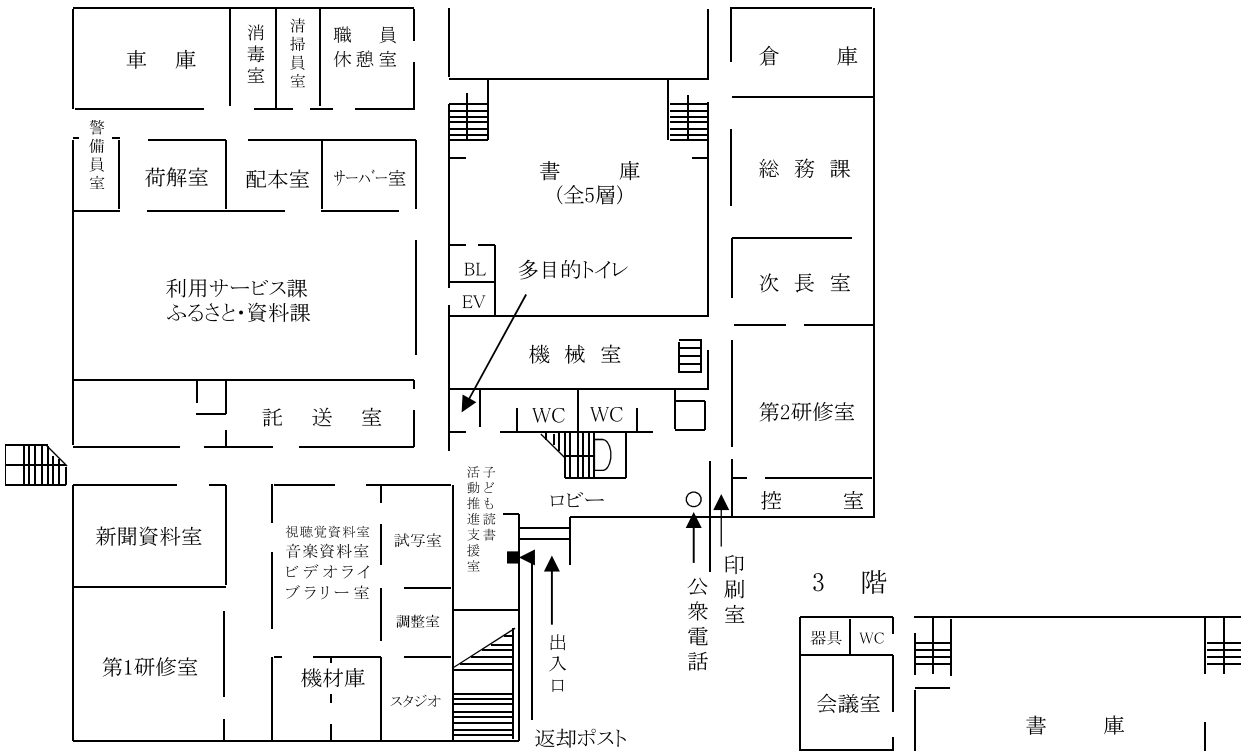 車 庫
消毒室
清掃員室
職 員
休 憩 室
倉 庫
警備員室
荷解室
配本室
サーバー室
書 庫
(全5層)
総 務 課
BL
EV
多目的トイレ
次 長 室
利用サービス課
ふるさと・資料課
機 械 室
託 送 室
WC
WC
第2研修室
子ども読書
活動推進支援室
ロビー
控 室
新聞資料室
視聴覚資料室
音楽資料室
ビデオライ
ブラリー室
試写室
調整室
第1研修室
機材庫
スタジオ
出入口
返却ポスト
公衆電話
印刷室
3 階
器具
WC
会議室
書 庫